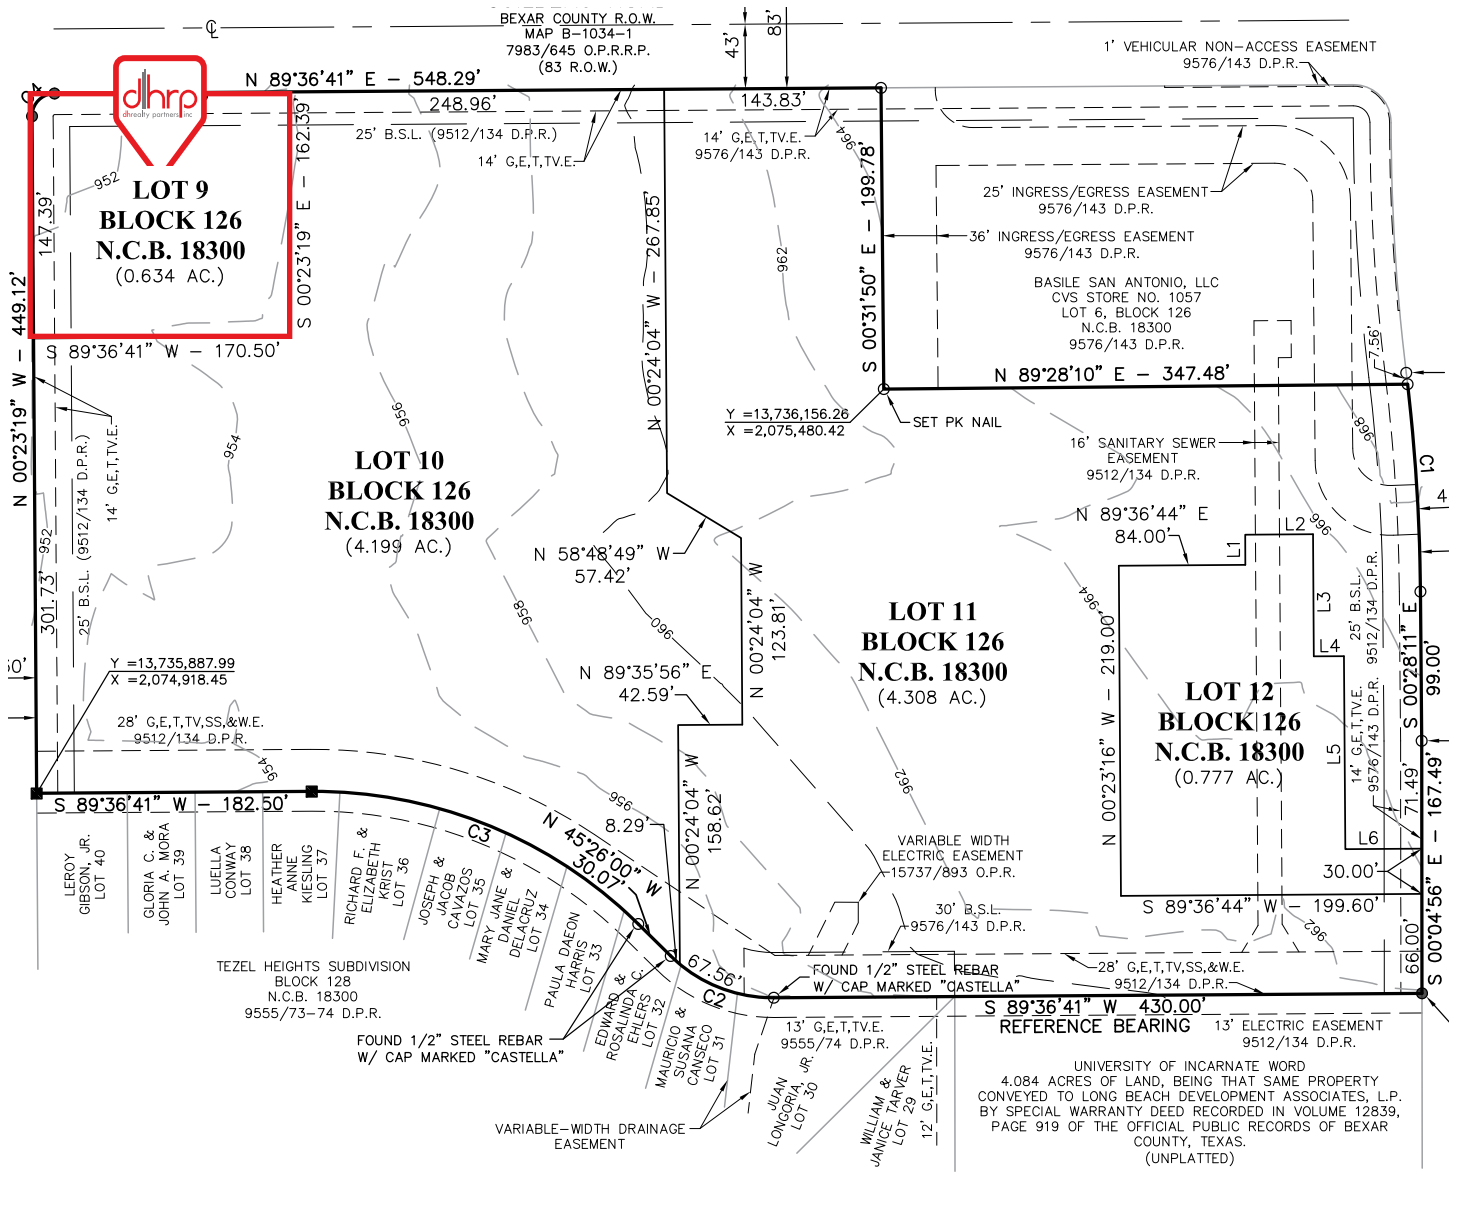 BEXAR COUNTY R.O.W.
MAP B-1034-1
7983/645 O.P.R.R.P.
(83 R.O.W.)
43'
83'
1' VEHICULAR NON-ACCESS EASEMENT
9576/143 D.P.R.
N 89°36'41" E - 548.29'
248.96'
143.83'
25' B.S.L. (9512/134 D.P.R.)
14' G,E,T,TV.E.
14' G,E,T,TV.E.
9576/143 D.P.R.
dhrp
dhrealty partners, inc
952
LOT 9
BLOCK 126
N.C.B. 18300
(0.634 AC.)
147.39'
S 00°23'19" E - 162.39'
S 89°36'41" W - 170.50'
N 00°23'19" W - 449.12'
964
S 00°31'50" E - 199.78'
25' INGRESS/EGRESS EASEMENT
9576/143 D.P.R.
36' INGRESS/EGRESS EASEMENT
9576/143 D.P.R.
BASILE SAN ANTONIO, LLC
CVS STORE NO. 1057
LOT 6, BLOCK 126
N.C.B. 18300
9576/143 D.P.R.
962
N 00°24'04" W - 267.85'
7.56'
N 89°28'10" E - 347.48'
Y =13,736,156.26
X =2,075,480.42
SET PK NAIL
956
954
968
C1
4
16' SANITARY SEWER
EASEMENT
9512/134 D.P.R.
LOT 10
BLOCK 126
N.C.B. 18300
(4.199 AC.)
14' G,E,T,TV.E.
25' B.S.L. (9512/134 D.P.R.)
952
301.73'
N 89°36'44" E
84.00'
L1
L2
966
L3
L4
L5
L6
N 58°48'49" W
57.42'
958
960
964
N 00°24'04" W
123.81'
LOT 11
BLOCK 126
N.C.B. 18300
(4.308 AC.)
N 00°23'16" W - 219.00'
25' B.S.L.
9512/134 D.P.R.
S 00°28'11" E
99.00'
Y =13,735,887.99
X =2,074,918.45
N 89°35'56" E
42.59'
LOT 12
BLOCK 126
N.C.B. 18300
(0.777 AC.)
14' G,E,T,TV.E.
9576/143 D.P.R.
71.49'
28' G,E,T,TV,SS,&W.E.
9512/134 D.P.R.
954
956
962
S 89°36'41" W - 182.50'
C3
N 45°26'00" W
30.07'
8.29'
N 00°24'04" W
158.62'
VARIABLE WIDTH
ELECTRIC EASEMENT
15737/893 O.P.R.
30.00'
S 00°04'56" E - 167.49'
S 89°36'44" W - 199.60'
66.00'
962
30' B.S.L.
9576/143 D.P.R.
LEROY
GIBSON, JR.
LOT 40
GLORIA C. &
JOHN A. MORA
LOT 39
LUELLA
CONWAY
LOT 38
HEATHER
ANNE
KIESLING
LOT 37
RICHARD F. &
ELIZABETH
KRIST
LOT 36
JOSEPH &
JACOB
CAVAZOS
LOT 35
MARY JANE &
DANIEL
DELACRUZ
LOT 34
PAULA DAEON
HARRIS
LOT 33
EDWARD &
ROSALINDA C.
EHLERS
LOT 32
MAURICIO &
SUSANA
CANSECO
LOT 31
JUAN
LONGORIA, JR.
LOT 30
WILLIAM &
JANICE TARVER
LOT 29
12' G,E,T,TV.E.
TEZEL HEIGHTS SUBDIVISION
BLOCK 128
N.C.B. 18300
9555/73-74 D.P.R.
67.56'
C2
FOUND 1/2" STEEL REBAR
W/ CAP MARKED "CASTELLA"
28' G,E,T,TV,SS,&W.E.
9512/134 D.P.R.
S 89°36'41" W 430.00'
REFERENCE BEARING
FOUND 1/2" STEEL REBAR
W/ CAP MARKED "CASTELLA"
13' G,E,T,TV.E.
9555/74 D.P.R.
13' ELECTRIC EASEMENT
9512/134 D.P.R.
UNIVERSITY OF INCARNATE WORD
4.084 ACRES OF LAND, BEING THAT SAME PROPERTY
CONVEYED TO LONG BEACH DEVELOPMENT ASSOCIATES, L.P.
BY SPECIAL WARRANTY DEED RECORDED IN VOLUME 12839,
PAGE 919 OF THE OFFICIAL PUBLIC RECORDS OF BEXAR
COUNTY, TEXAS.
(UNPLATTED)
VARIABLE-WIDTH DRAINAGE
EASEMENT